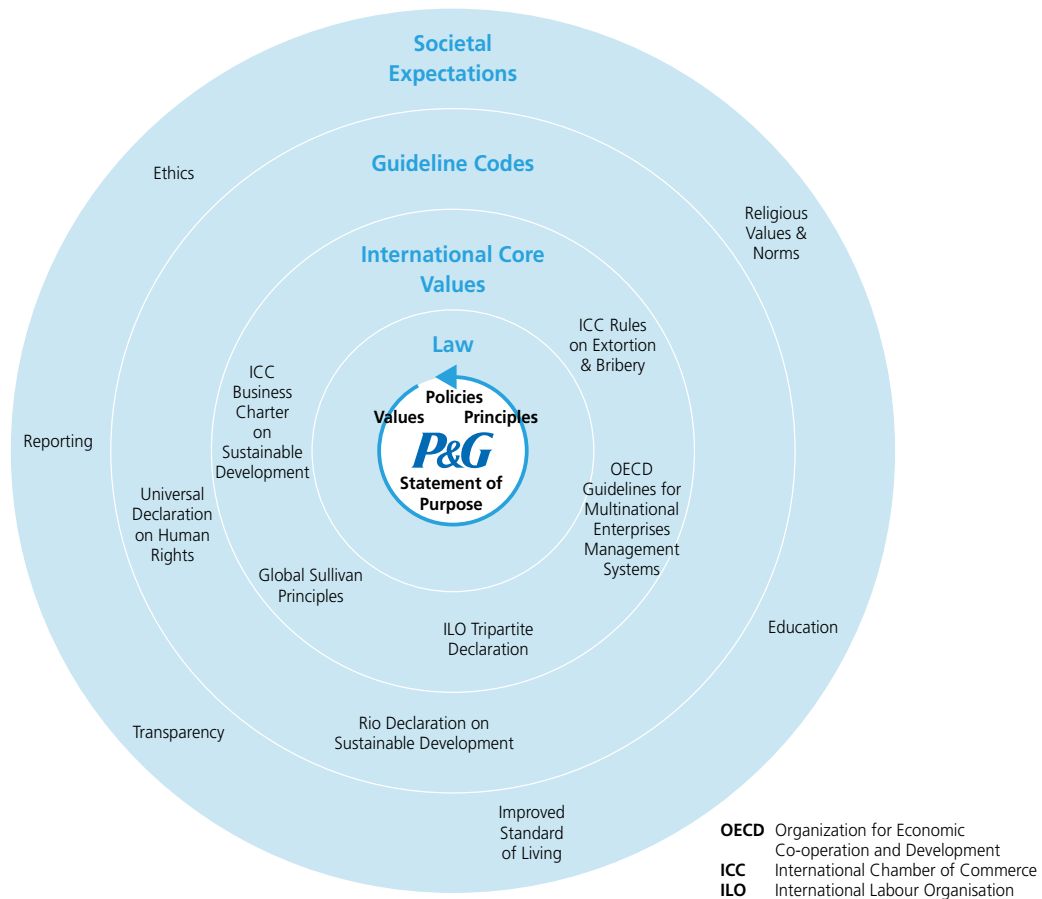 Societal
Expectations
Guideline Codes
Ethics
Religious
Values &
Norms
International Core
Values
ICC Rules
on Extortion
& Bribery
Law
ICC
Business
Charter
on
Sustainable
Development
Policies
Values
Principles
P&G
Statement of
Purpose
Reporting
OECD
Guidelines for
Multinational
Enterprises
Management
Systems
Universal
Declaration
on Human
Rights
Global Sullivan
Principles
ILO Tripartite
Declaration
Education
Transparency
Rio Declaration on
Sustainable Development
Improved
Standard
of Living
OECD Organization for Economic
Co-operation and Development
ICC International Chamber of Commerce
ILO International Labour Organisation